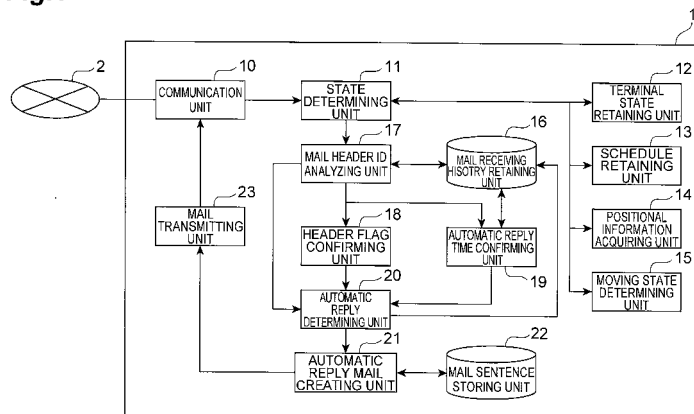 1
2
10
COMMUNICATION
UNIT
11
STATE
DETERMINING
UNIT
12
TERMINAL
STATE
RETAINING UNIT
17
MAIL HEADER ID
ANALYZING UNIT
16
MAIL RECEIVING
HISOTRY RETAINING
UNIT
13
SCHEDULE
RETAINING UNIT
23
MAIL
TRANSMITTING
UNIT
18
HEADER FLAG
CONFIRMING
UNIT
AUTOMATIC REPLY
TIME CONFIRMING
UNIT
19
14
POSITIONAL
INFORMATION
ACQUIRING UNIT
20
AUTOMATIC
REPLY
DETERMINING UNIT
15
MOVING STATE
DETERMINING
UNIT
21
AUTOMATIC
REPLY MAIL
CREATING UNIT
22
MAIL SENTENCE
STORING UNIT